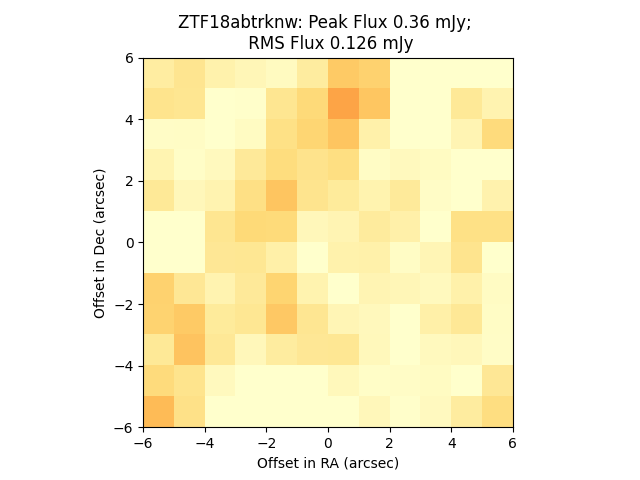 ZTF18abtrknw: Peak Flux 0.36 mJy;
RMS Flux 0.126 mJy
6
4
2
0
−2
−4
−6
Offset in Dec (arcsec)
−6 −4 −2 0 2 4 6
Offset in RA (arcsec)